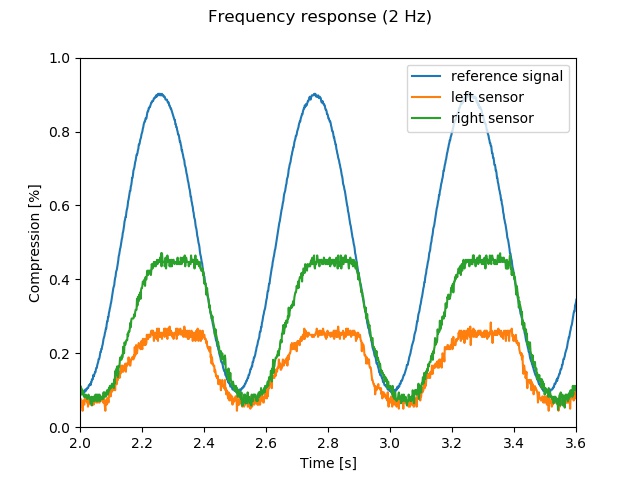 Frequency response (2 Hz)
1.0
reference signal
left sensor
right sensor
0.8
0.6
Compression [%]
0.4
0.2
0.0
2.0 2.2 2.4 2.6 2.8 3.0 3.2 3.4 3.6
Time [s]